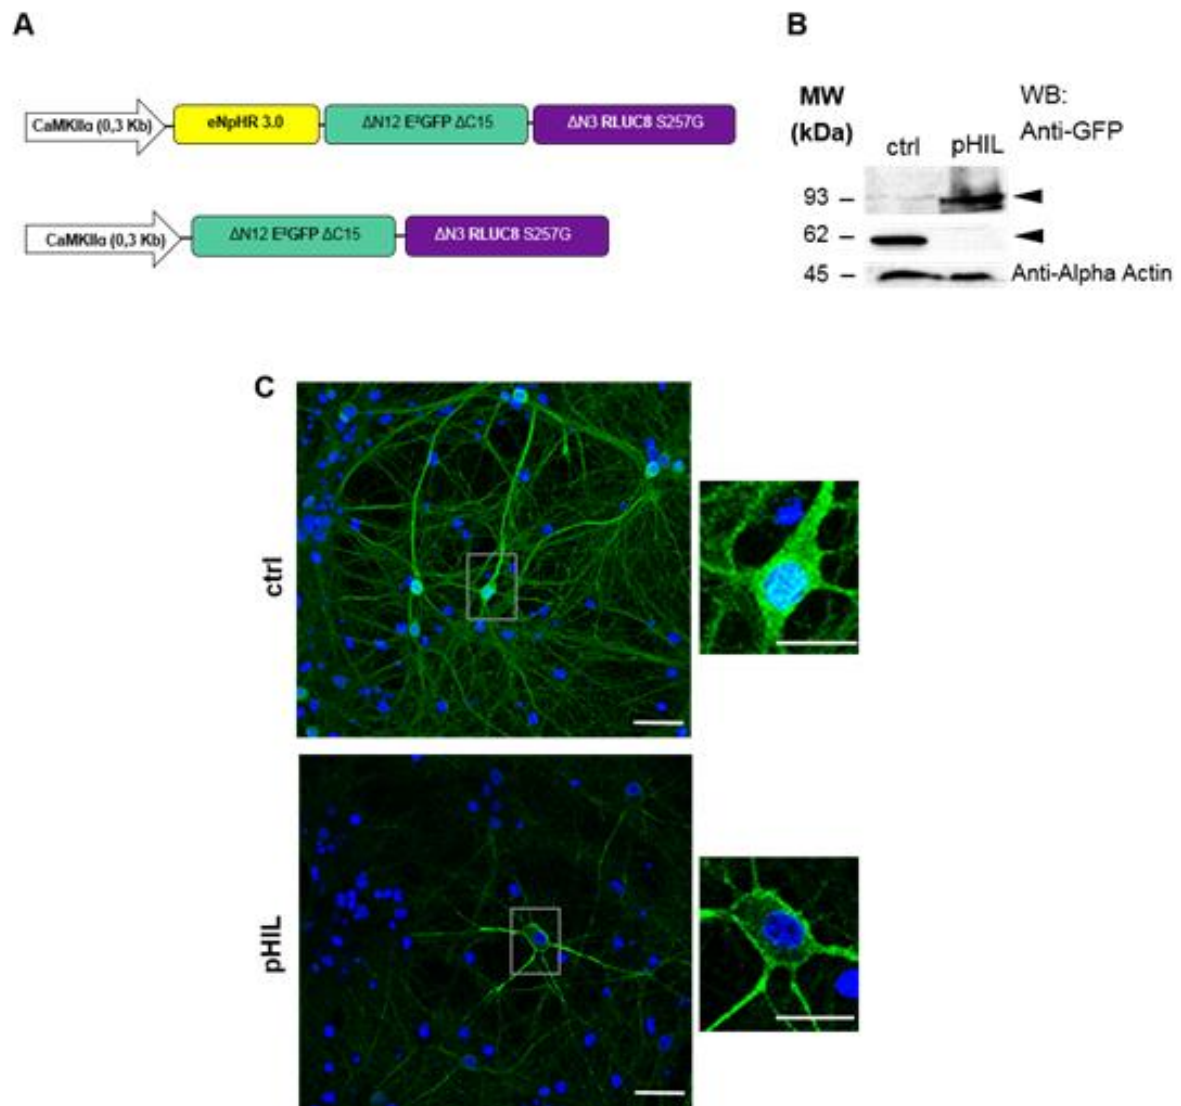 A
CaMKIIα (0,3 Kb) eNpHR 3.0 ΔN12 E²GFP ΔC15 ΔN3 RLUC8 S257G
CaMKIIα (0,3 Kb) ΔN12 E²GFP ΔC15 ΔN3 RLUC8 S257G
B
MW
(kDa)
ctrl pHIL
WB:
Anti-GFP
93
62
45
Anti-Alpha Actin
C
ctrl
pHIL